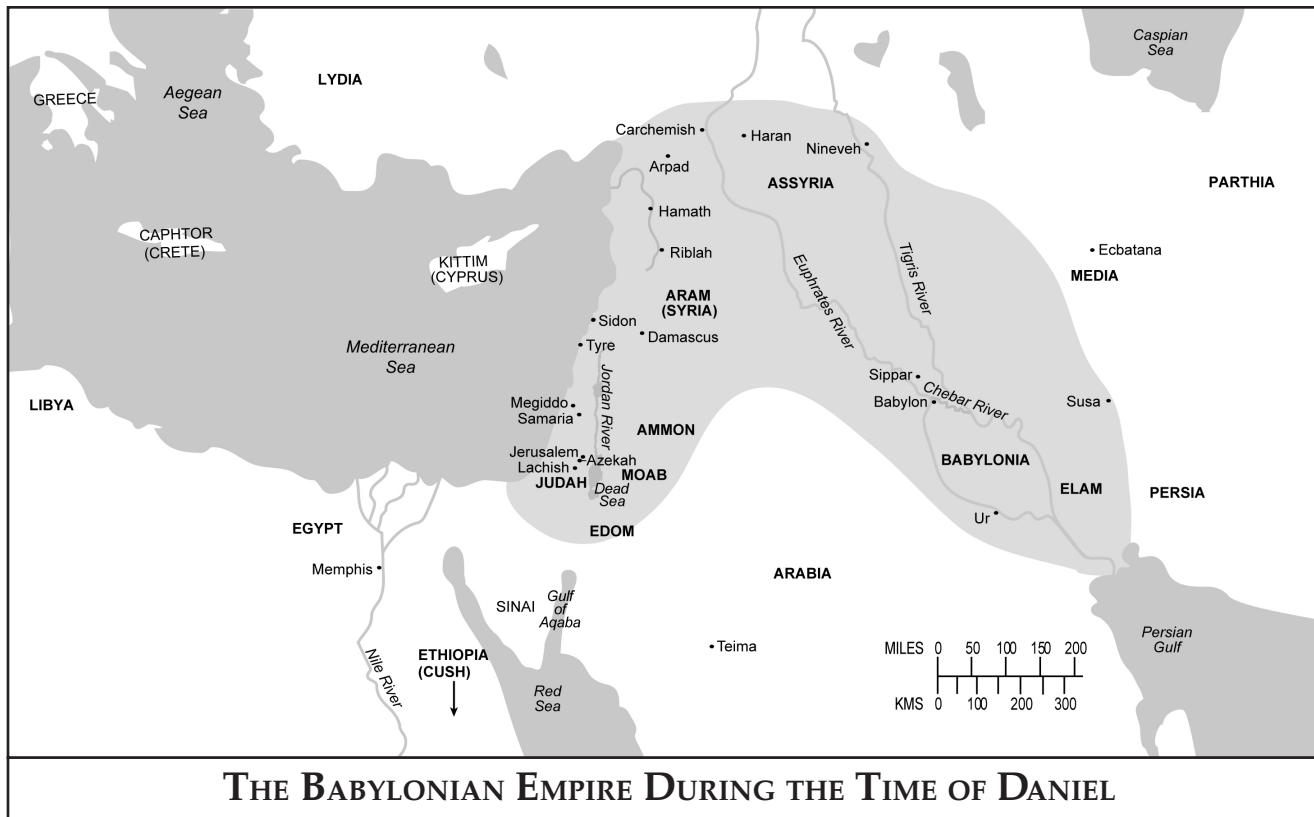 Caspian
Sea
LYDIA
GREECE
Aegean
Sea
Carchemish
Haran
Nineveh
Arpad
ASSYRIA
PARTHIA
Hamath
CAPHTOR
(CRETE)
KITTIM
(CYPRUS)
Riblah
Ecbatana
MEDIA
Tigris River
Euphrates River
ARAM
(SYRIA)
Sidon
Damascus
Tyre
Mediterranean
Sea
Jordan River
Sippar
Chebar River
Babylon
Susa
LIBYA
Megiddo
Samaria
AMMON
Jerusalem
Azekah
Lachish
MOAB
JUDAH
Dead
Sea
BABYLONIA
ELAM
PERSIA
Ur
EGYPT
EDOM
Memphis
ARABIA
SINAI
Gulf
of
Aqaba
Teima
Persian
Gulf
Nile River
ETHIOPIA
(CUSH)
Red
Sea
MILES 0 50 100 150 200
KMS 0 100 200 300
THE BABYLONIAN EMPIRE DURING THE TIME OF DANIEL